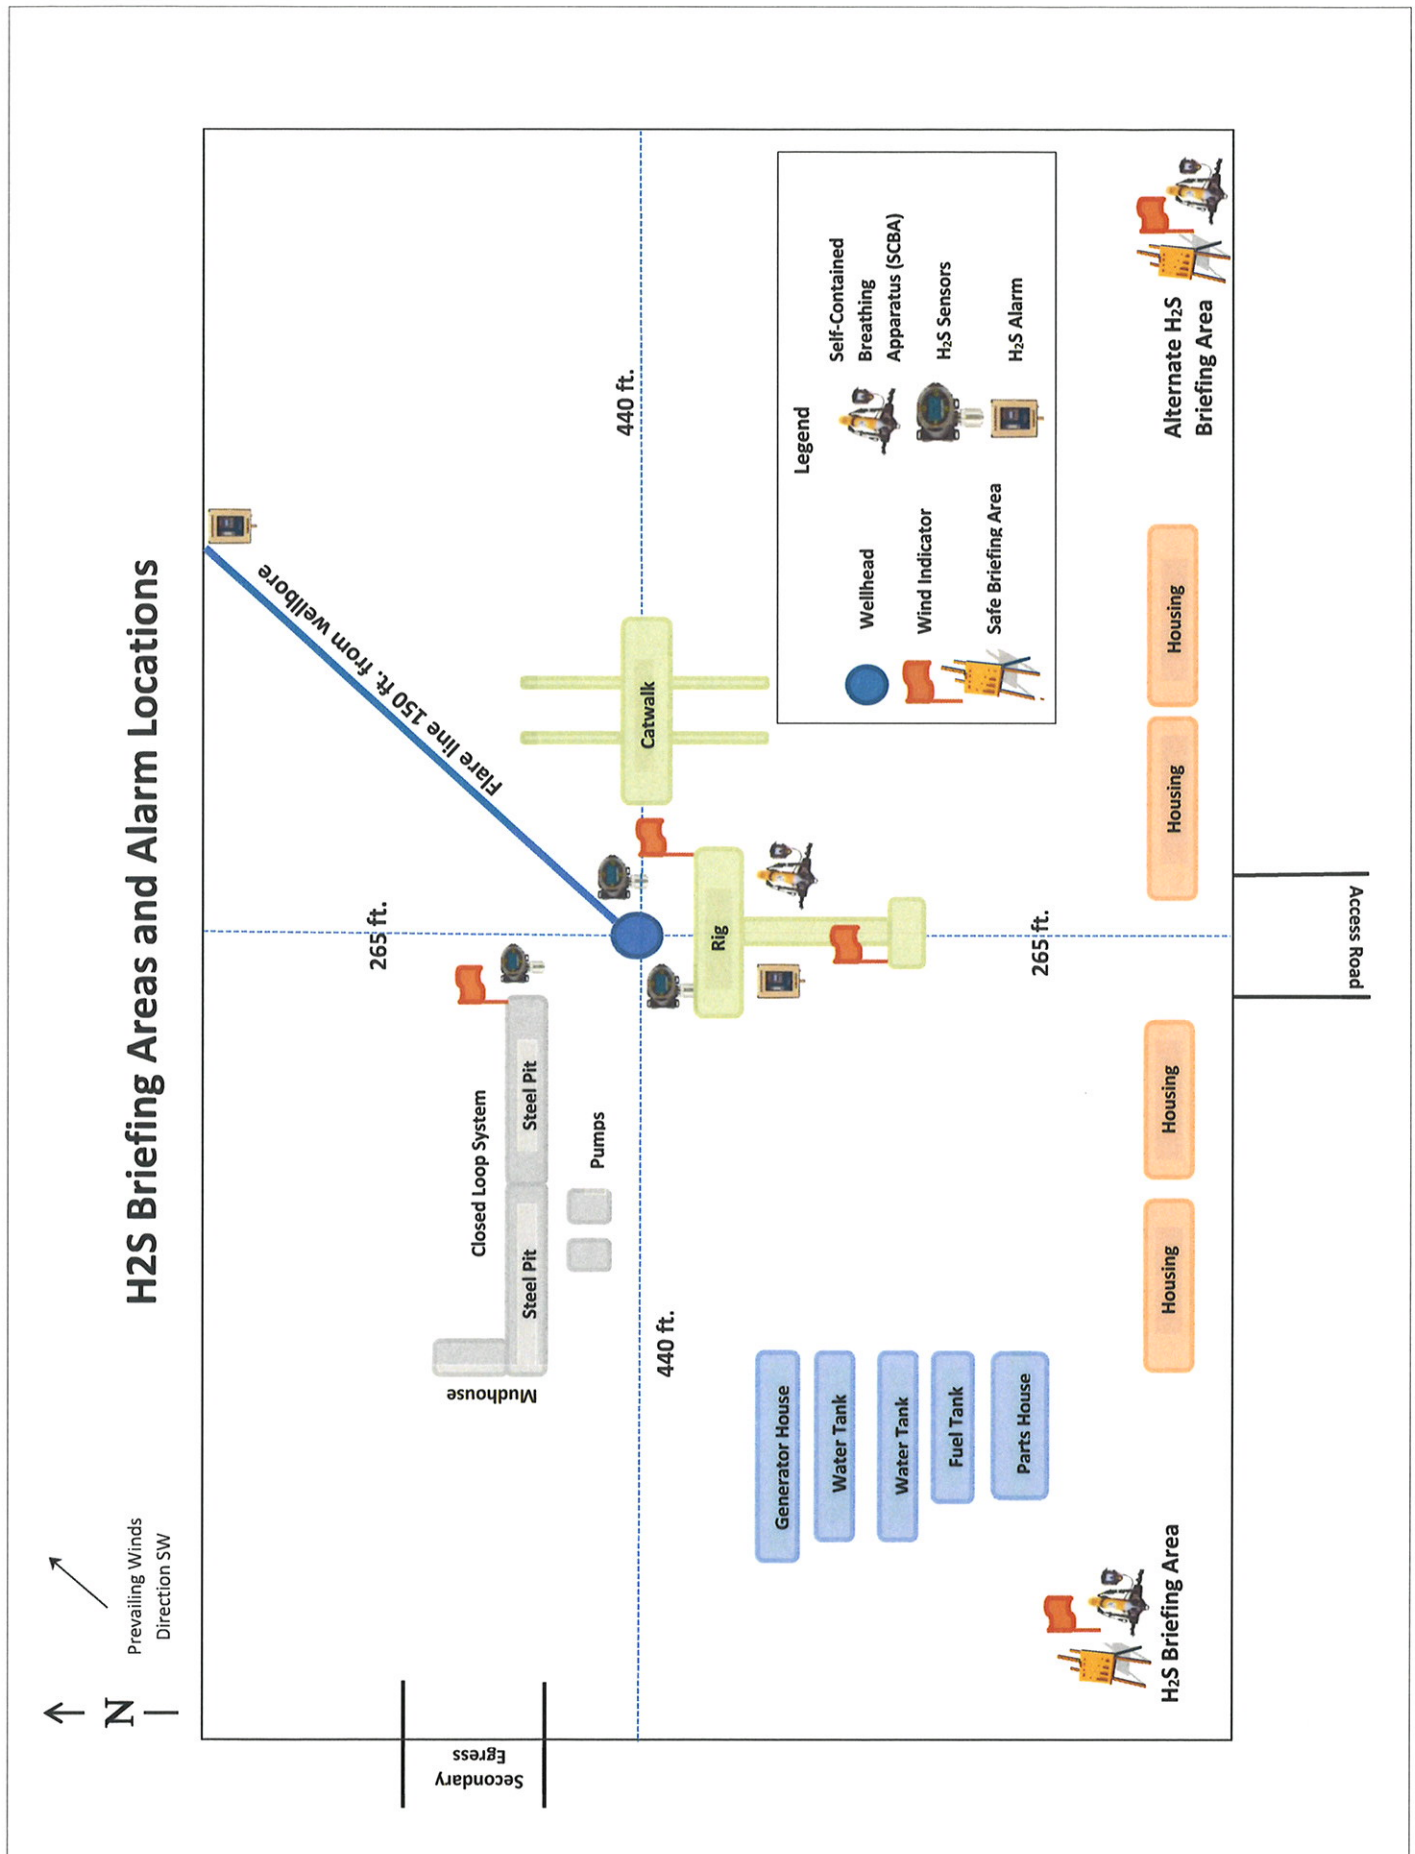 H2S Briefing Areas and Alarm Locations
N
Prevailing Winds
Direction SW
Secondary
Egress
265 ft.
Flare line 150 ft. from wellbore
Closed Loop System
Mudhouse
Steel Pit
Steel Pit
Pumps
440 ft.
440 ft.
Catwalk
Rig
265 ft.
Generator House
Water Tank
Water Tank
Fuel Tank
Parts House
Legend
Wellhead
Wind Indicator
Safe Briefing Area
Self-Contained
Breathing
Apparatus (SCBA)
H₂S Sensors
H₂S Alarm
H₂S Briefing Area
Housing
Housing
Housing
Housing
Alternate H₂S
Briefing Area
Access Road